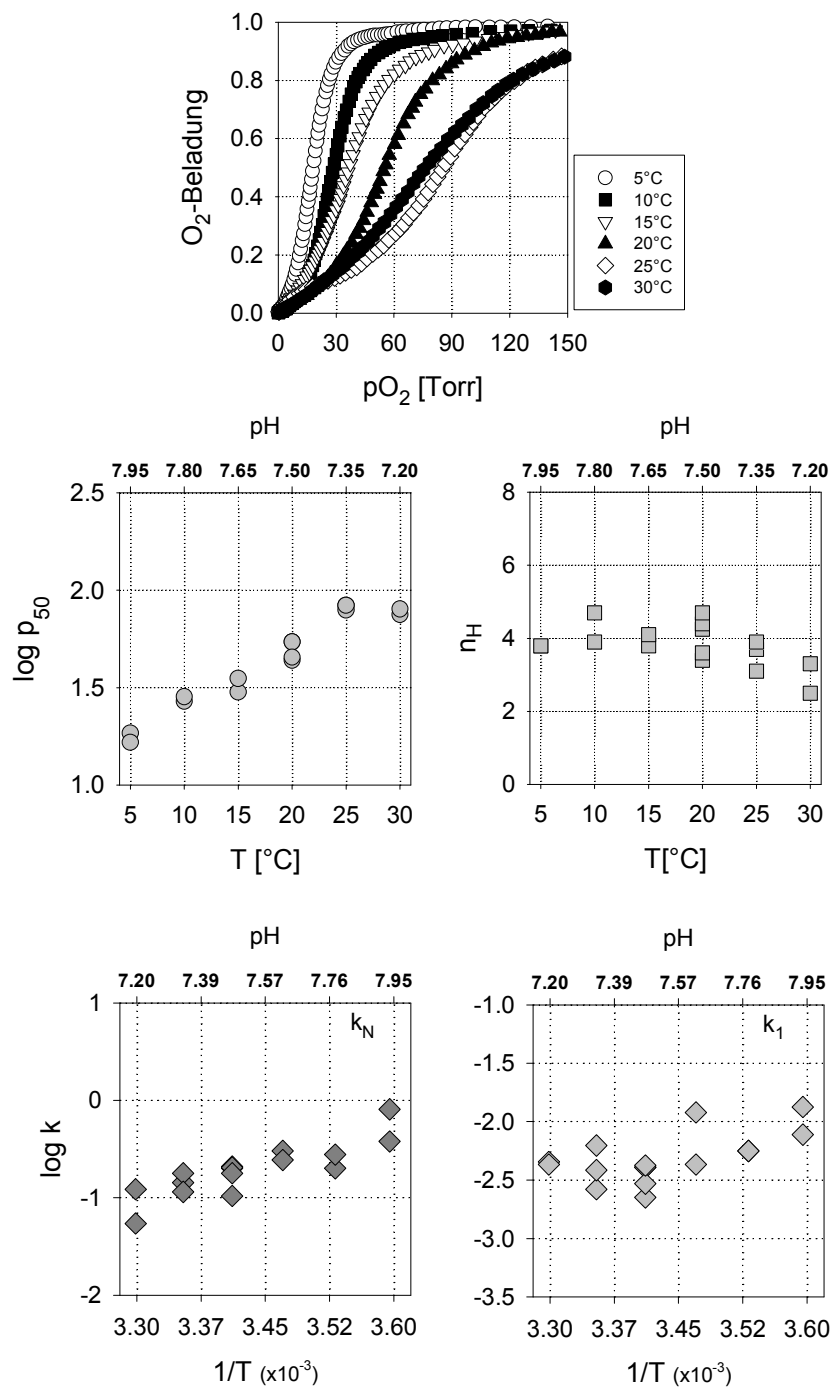 1.0
0.8
0.6
0.4
0.2
0.0
O₂-Beladung
0 30 60 90 120 150
pO₂ [Torr]
5°C
10°C
15°C
20°C
25°C
30°C
pH
7.95 7.80 7.65 7.50 7.35 7.20
2.5
2.0
1.5
1.0
log p₅₀
5 10 15 20 25 30
T [°C]
pH
7.95 7.80 7.65 7.50 7.35 7.20
8
6
4
2
0
n_H
5 10 15 20 25 30
T[°C]
pH
7.20 7.39 7.57 7.76 7.95
1
0
-1
-2
log k
k_N
3.30 3.37 3.45 3.52 3.60
1/T (x10⁻³)
pH
7.20 7.39 7.57 7.76 7.95
-1.0
-1.5
-2.0
-2.5
-3.0
-3.5
k₁
3.30 3.37 3.45 3.52 3.60
1/T (x10⁻³)